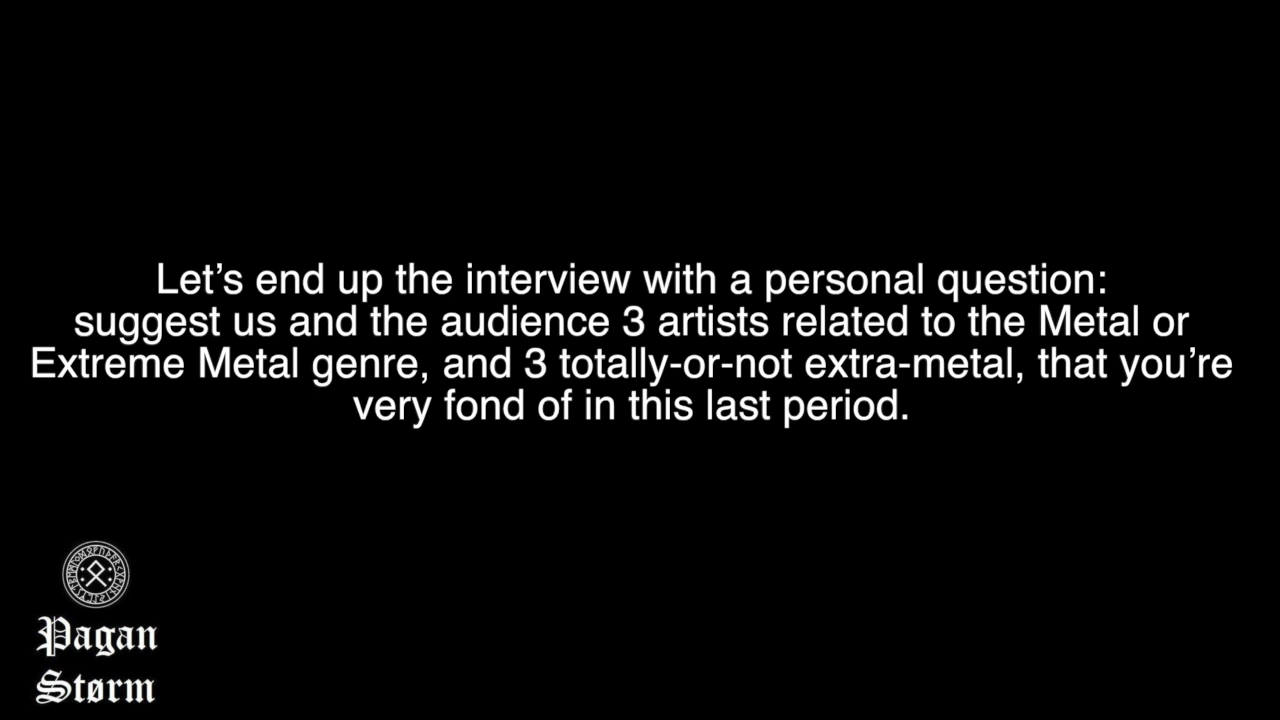 Let’s end up the interview with a personal question:
suggest us and the audience 3 artists related to the Metal or
Extreme Metal genre, and 3 totally-or-not extra-metal, that you’re
very fond of in this last period.
Pagan
Størm